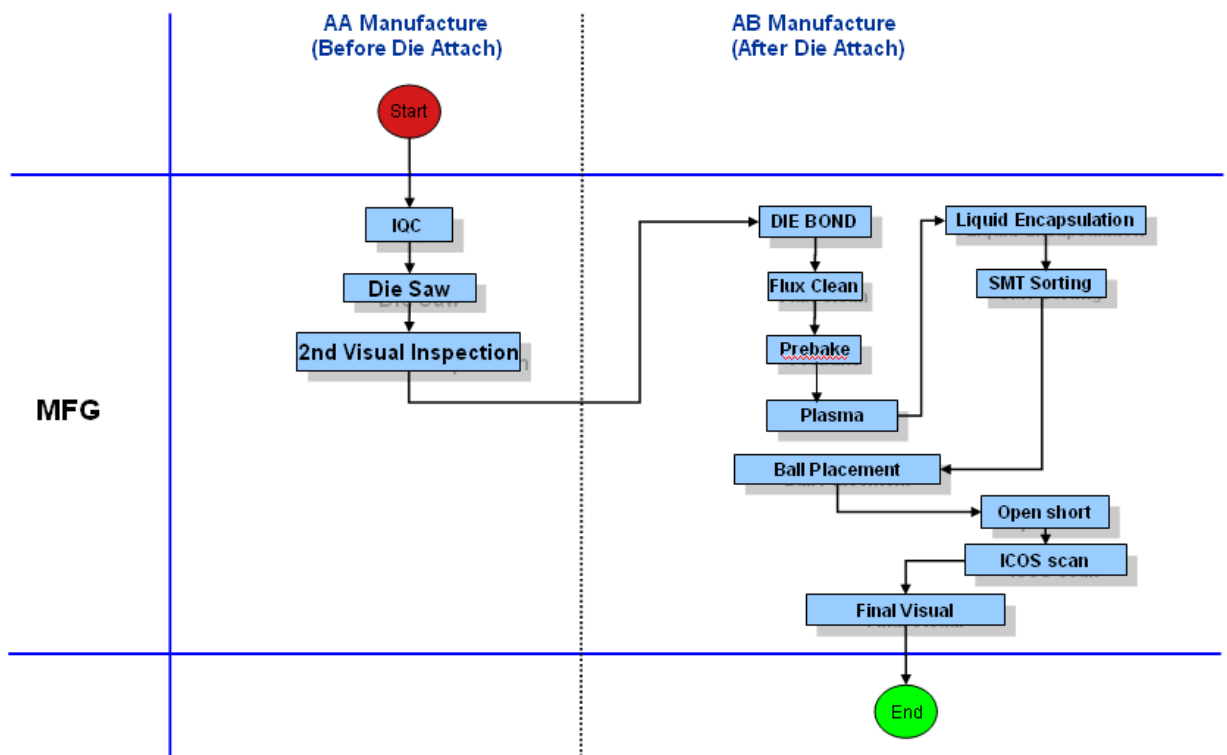 AA Manufacture
(Before Die Attach)
AB Manufacture
(After Die Attach)
Start
MFG
IQC
Die Saw
2nd Visual Inspection
DIE BOND
Flux Clean
Prebake
Plasma
Liquid Encapsulation
SMT Sorting
Ball Placement
Open short
ICOS scan
Final Visual
End